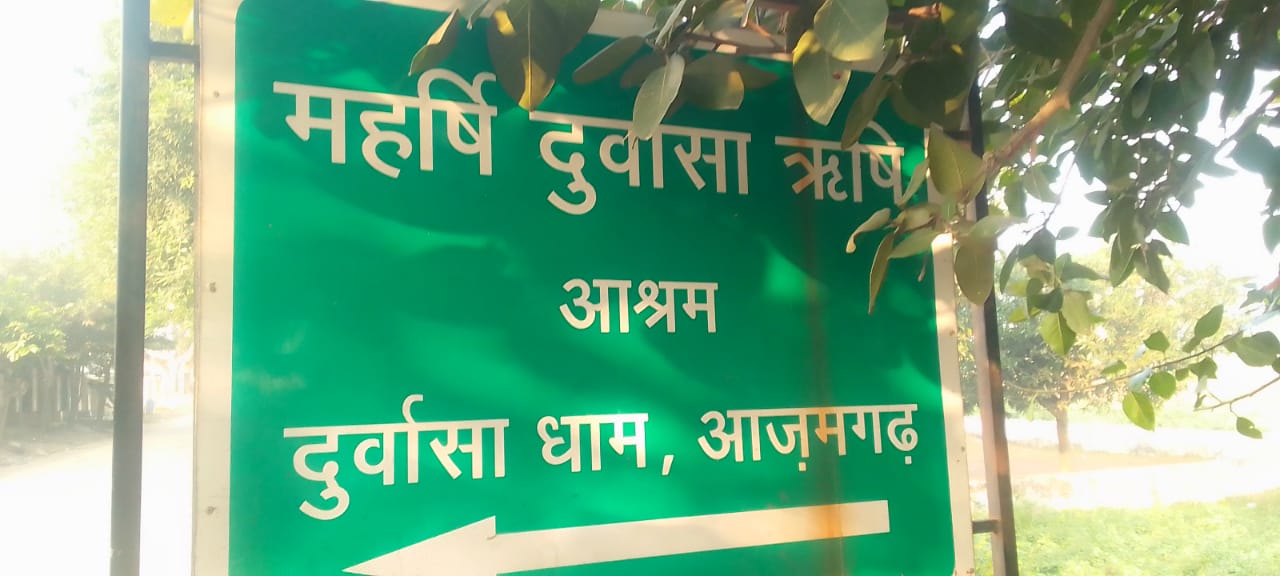 महर्षि दुर्वासा ऋषि
आश्रम
दुर्वासा धाम, आज़मगढ़